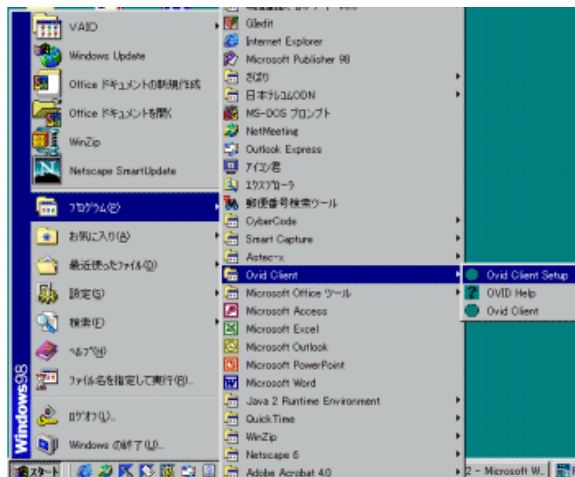 VAIO
Windows Update
Office ドキュメントの新規作成
Office ドキュメントを開く
WinZip
Netscape SmartUpdate
プログラム(P)
お気に入り(A)
最近使ったファイル(D)
設定(S)
検索(F)
ヘルプ(H)
ファイル名を指定して実行(R)...
ログオフ(L)...
Windows の終了(U)...
Windows98
スタート
GIedit
Internet Explorer
Microsoft Publisher 98
さぱり
日本テレコムODN
MS-DOS プロンプト
NetMeeting
Outlook Express
アイコン君
エクスプローラ
郵便番号検索ツール
CyberCode
Smart Capture
Astec-x
Ovid Client
Microsoft Office ツール
Microsoft Access
Microsoft Excel
Microsoft Outlook
Microsoft PowerPoint
Microsoft Word
Java 2 Runtime Environment
QuickTime
WinZip
Netscape 6
Adobe Acrobat 4.0
Ovid Client Setup
OVID Help
Ovid Client
2 - Microsoft W...